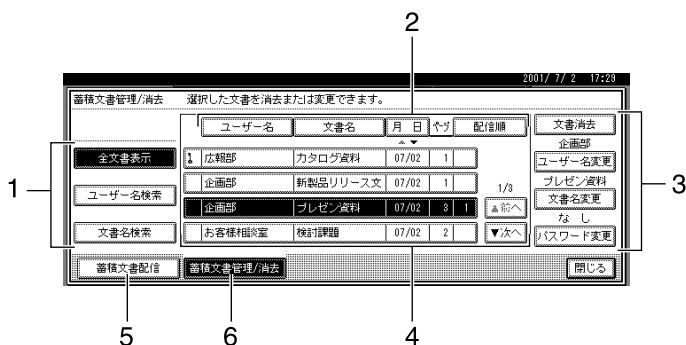 2
2001/ 7/ 2 17:29
蓄積文書管理/消去 選択した文書を消去または変更できます。
ユーザー名 文書名 月 日 ページ 配信順 文書消去
▲ ▼ 企画部
1 全文書表示 1 広報部 カタログ資料 07/02 1 ユーザー名変更
企画部 新製品リリース文 07/02 1 プレゼン資料
ユーザー名検索 1/3 文書名変更 3
企画部 プレゼン資料 07/02 3 1 ▲前へ な し
文書名検索 お客様相談室 検討課題 07/02 2 ▼次へ パスワード変更
蓄積文書配信 蓄積文書管理/消去 閉じる
5 6 4